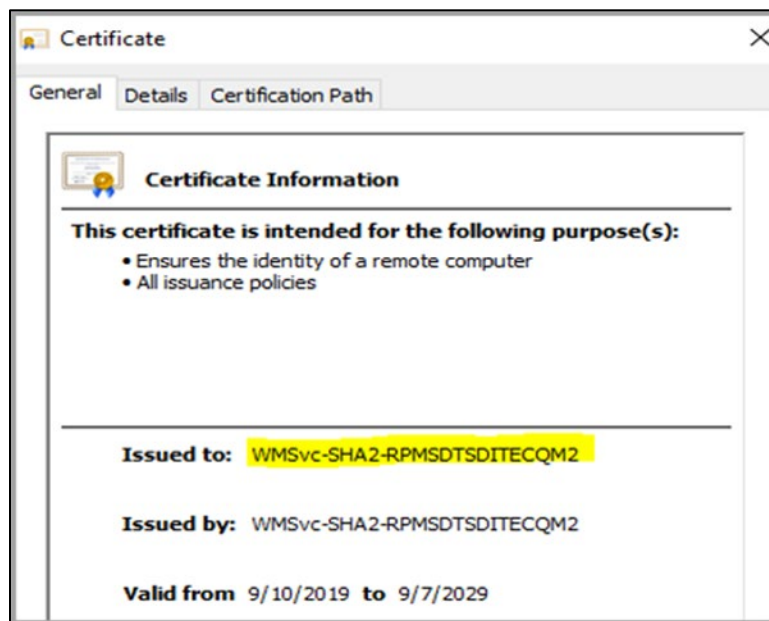 Certificate
General Details Certification Path
Certificate Information
This certificate is intended for the following purpose(s):
• Ensures the identity of a remote computer
• All issuance policies
Issued to: WMSvc-SHA2-RPMSDTSDITECQM2
Issued by: WMSvc-SHA2-RPMSDTSDITECQM2
Valid from 9/10/2019 to 9/7/2029